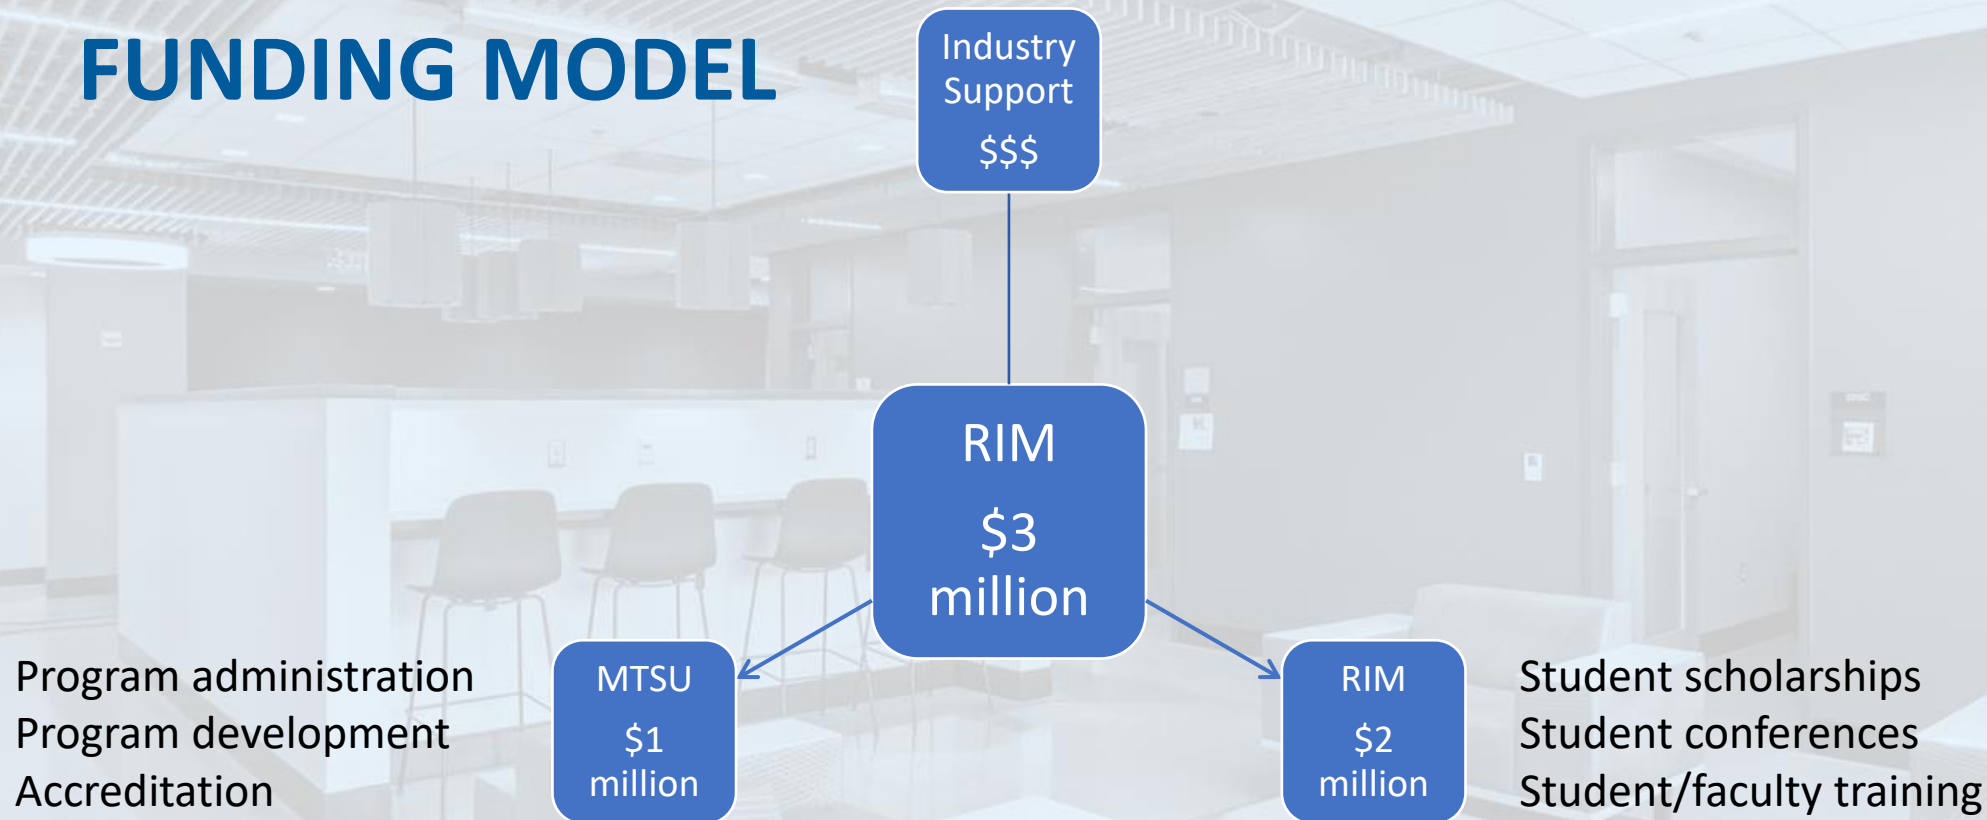 FUNDING MODEL
Industry
Support
$$$
RIM
$3
million
Program administration
Program development
Accreditation
MTSU
$1
million
RIM
$2
million
Student scholarships
Student conferences
Student/faculty training